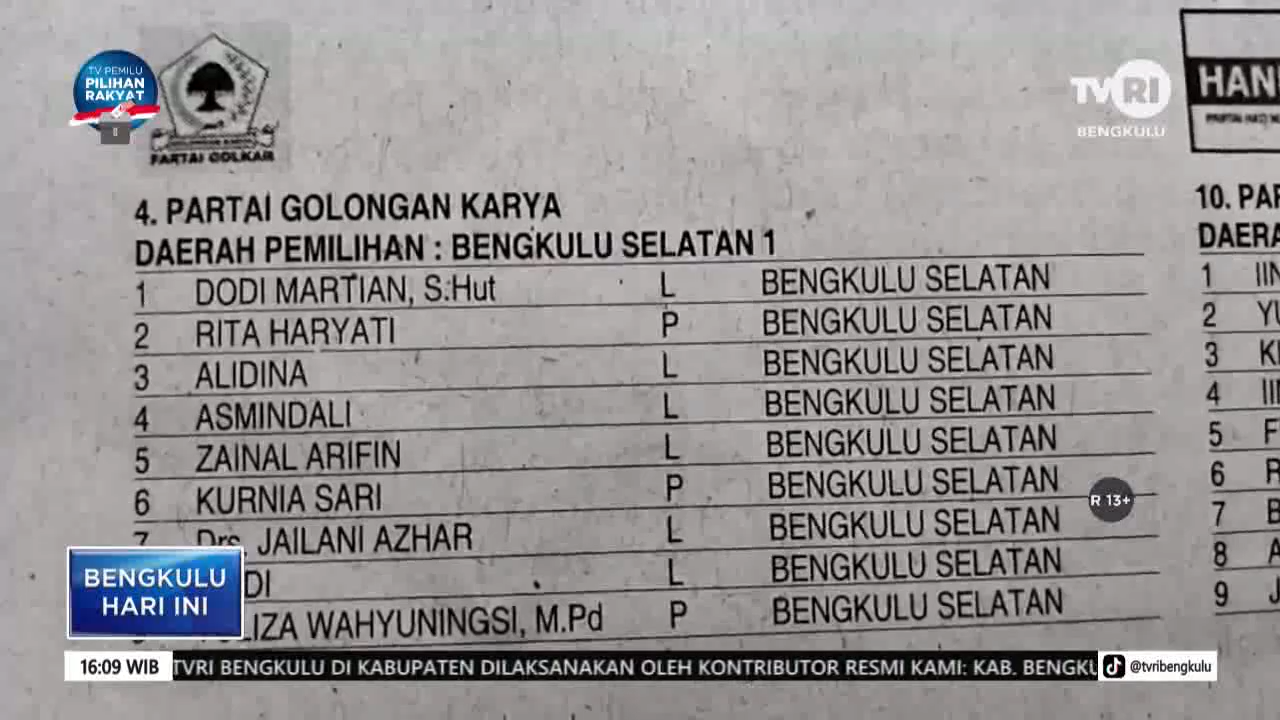 TV PEMILU
PILIHAN
RAKYAT
PARTAI GOLKAR
TVRI
BENGKULU
4. PARTAI GOLONGAN KARYA
DAERAH PEMILIHAN : BENGKULU SELATAN 1
1 DODI MARTIAN, S.Hut L BENGKULU SELATAN
2 RITA HARYATI P BENGKULU SELATAN
3 ALIDINA L BENGKULU SELATAN
4 ASMINDALI L BENGKULU SELATAN
5 ZAINAL ARIFIN L BENGKULU SELATAN
6 KURNIA SARI P BENGKULU SELATAN
7 Drs. JAILANI AZHAR L BENGKULU SELATAN
L BENGKULU SELATAN
WAHYUNINGSI, M.Pd P BENGKULU SELATAN
10.
1
2
3
4
5
6
7
8
9
R 13+
BENGKULU
HARI INI
16:09 WIB
TVRI BENGKULU DI KABUPATEN DILAKSANAKAN OLEH KONTRIBUTOR RESMI KAMI: KAB. BENGKU
@tvribengkulu